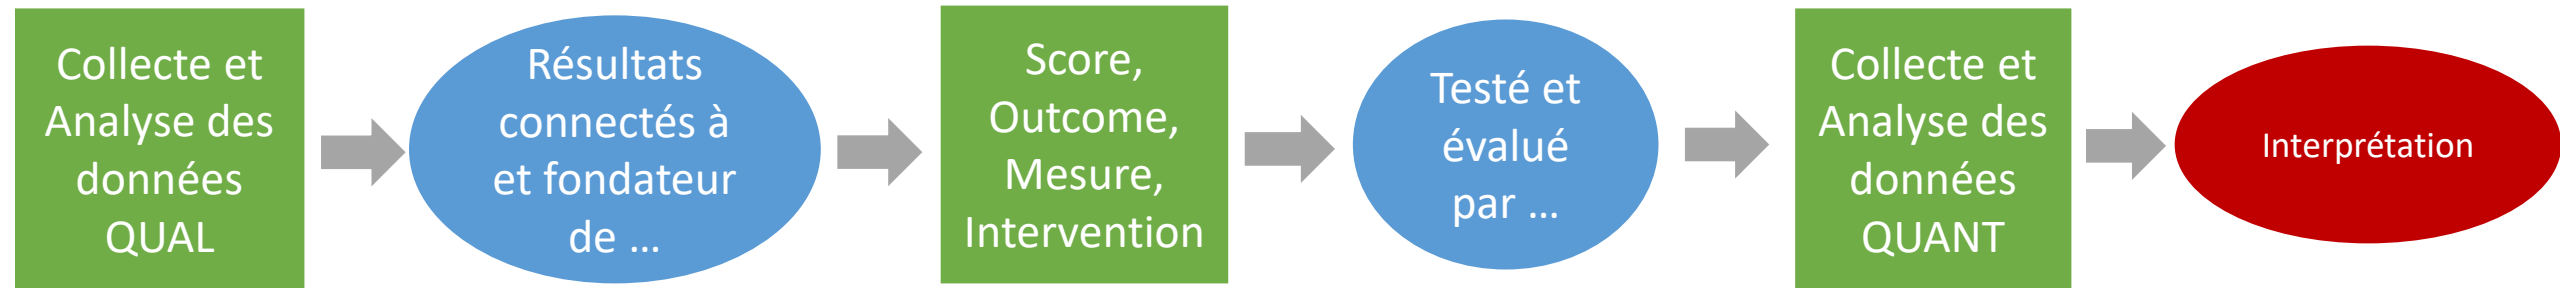 Collecte et
Analyse des
données
QUAL
Résultats
connectés à
et fondateur
de ...
Score,
Outcome,
Mesure,
Intervention
Testé et
évalué
par ...
Collecte et
Analyse des
données
QUANT
Interprétation